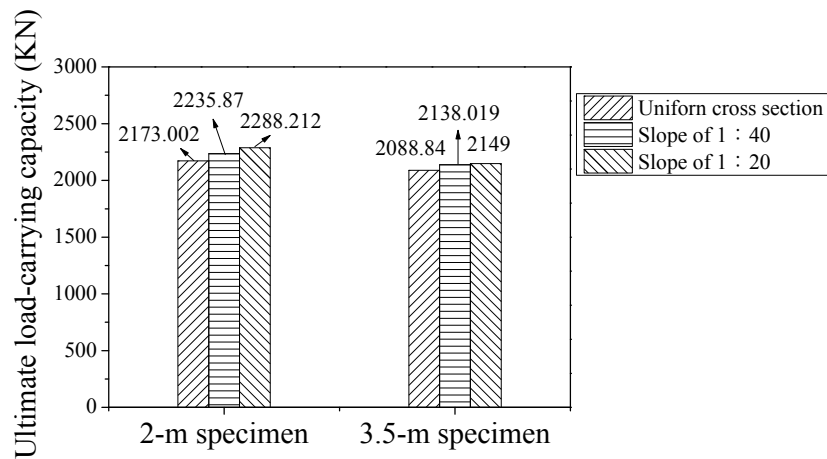 Ultimate load-carrying capacity (KN)
3000
2500
2000
1500
1000
500
0
2235.87
2173.002
2288.212
2138.019
2088.84
2149
2-m specimen
3.5-m specimen
Uniforn cross section
Slope of 1：40
Slope of 1：20